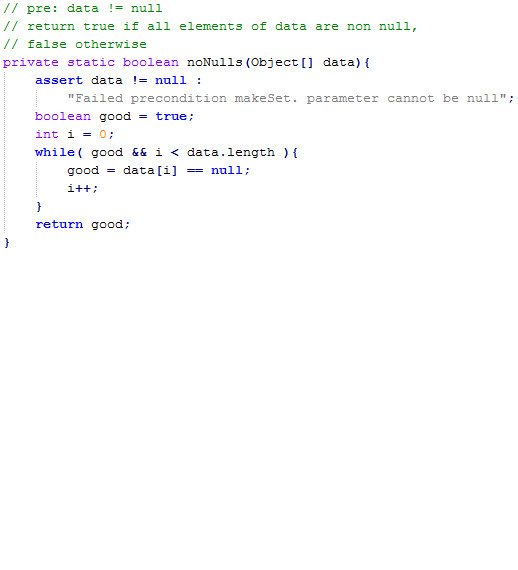 // pre: data != null
// return true if all elements of data are non null,
// false otherwise
private static boolean noNulls(Object[] data){
assert data != null :
"Failed precondition makeSet. parameter cannot be null";
boolean good = true;
int i = 0;
while( good && i < data.length ){
good = data[i] == null;
i++;
}
return good;
}